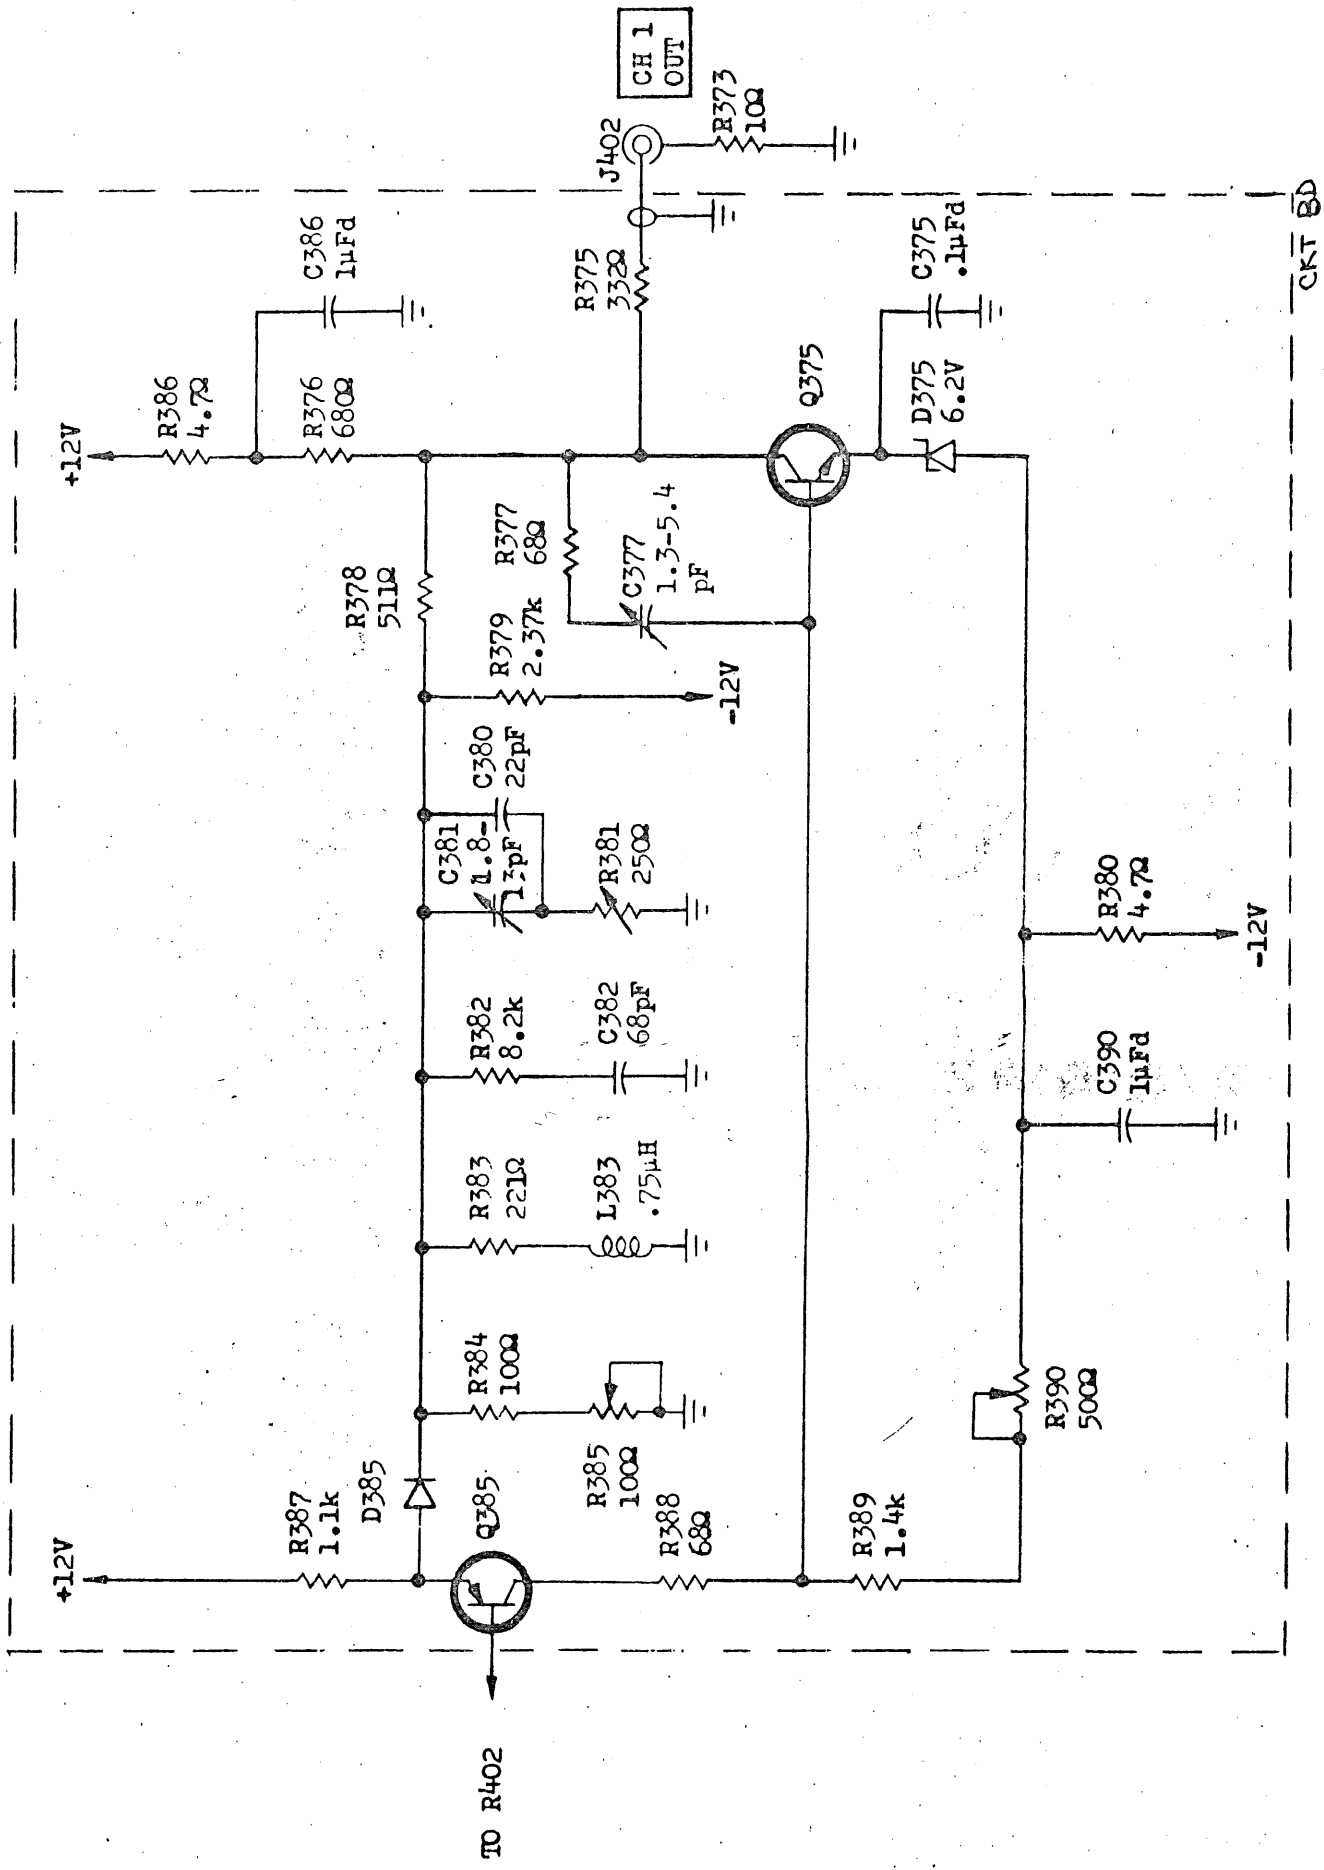 +12V
R387
1.1k
D385
Q385
TO R402
R388
68Ω
R389
1.4k
R390
500Ω
R384
100Ω
R385
100Ω
R383
221Ω
L383
.75µH
R382
8.2k
C382
68pF
C381
1.8-
13pF
C380
22pF
R381
250Ω
R379
2.37k
-12V
R378
511Ω
R377
68Ω
C377
1.3-5.4
pF
+12V
R386
4.7Ω
R376
680Ω
C386
1µFd
R375
332Ω
J402
CH 1
OUT
R373
10Ω
Q375
D375
6.2V
C375
.1µFd
C390
1µFd
R380
4.7Ω
-12V
CKT BD